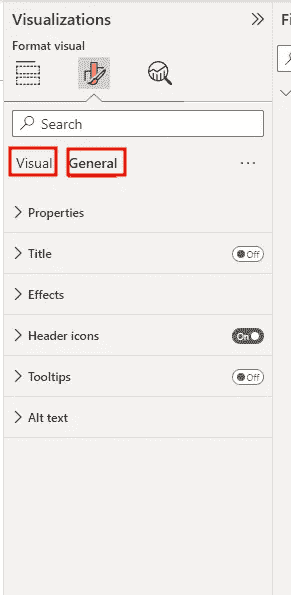 Visualizations
Fi
Format visual
Search
Visual General
Properties
Title Off
Effects
Header icons On
Tooltips Off
Alt text